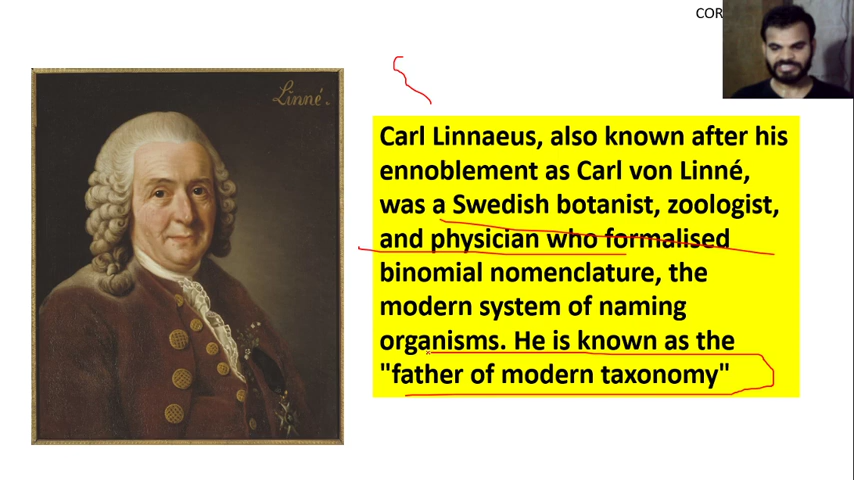 COR
Linné.
Carl Linnaeus, also known after his
ennoblement as Carl von Linné,
was a Swedish botanist, zoologist,
and physician who formalised
binomial nomenclature, the
modern system of naming
organisms. He is known as the
"father of modern taxonomy"